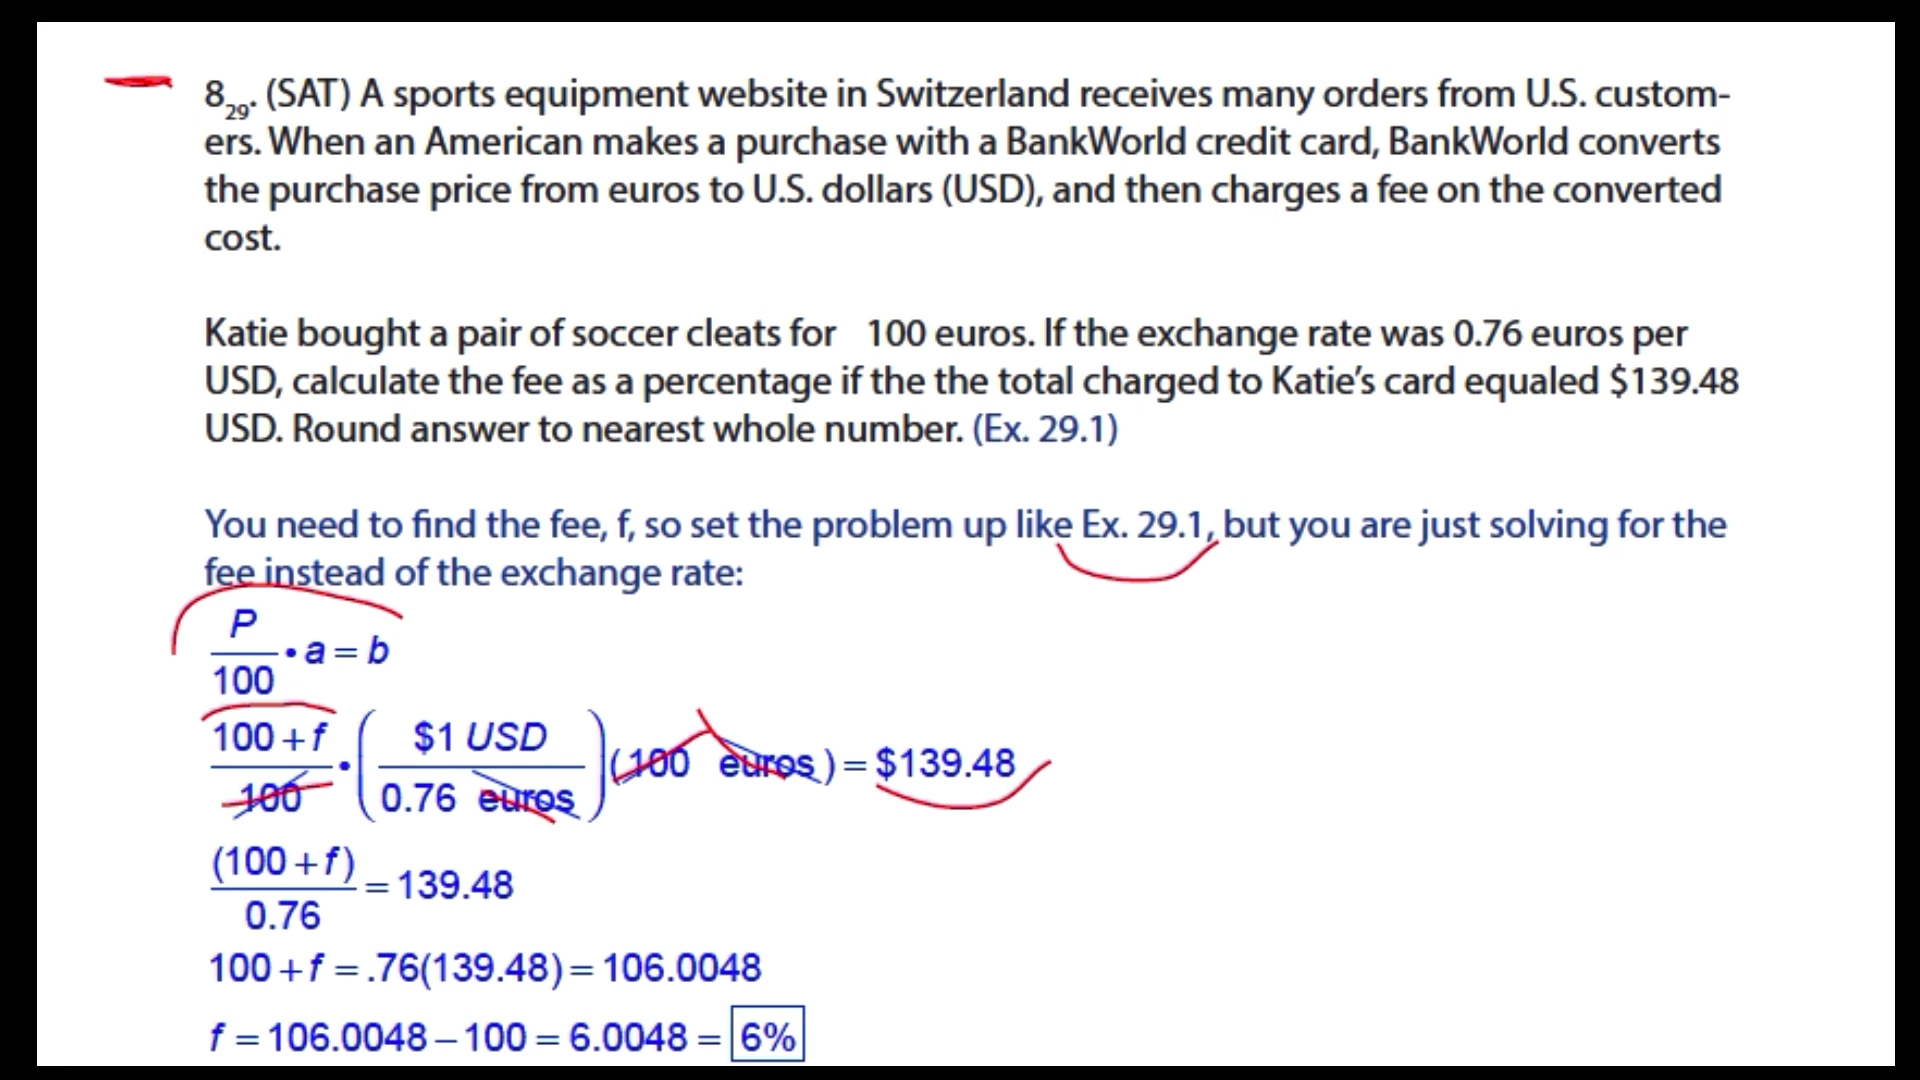 8₂₉. (SAT) A sports equipment website in Switzerland receives many orders from U.S. custom-
ers. When an American makes a purchase with a BankWorld credit card, BankWorld converts
the purchase price from euros to U.S. dollars (USD), and then charges a fee on the converted
cost.
Katie bought a pair of soccer cleats for 100 euros. If the exchange rate was 0.76 euros per
USD, calculate the fee as a percentage if the the total charged to Katie’s card equaled $139.48
USD. Round answer to nearest whole number. (Ex. 29.1)
You need to find the fee, f, so set the problem up like Ex. 29.1, but you are just solving for the
fee instead of the exchange rate:
P/100 • a = b
(100 + f)/100 • ($1 USD/0.76 euros)(100 euros) = $139.48
(100 + f)/0.76 = 139.48
100 + f = .76(139.48) = 106.0048
f = 106.0048 – 100 = 6.0048 = 6%